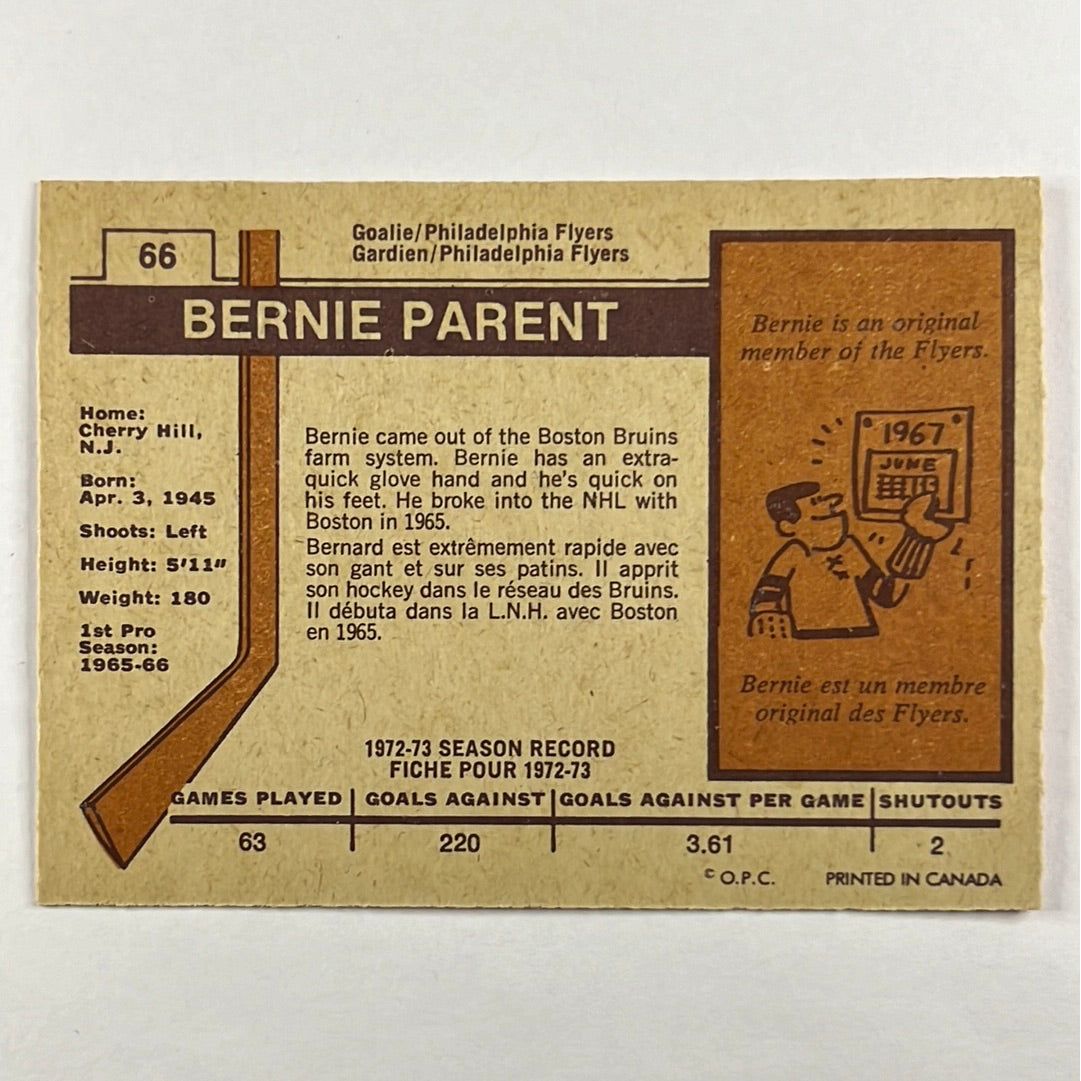 66
Goalie/Philadelphia Flyers
Gardien/Philadelphia Flyers
BERNIE PARENT
Home:
Cherry Hill,
N.J.
Born:
Apr. 3, 1945
Shoots: Left
Height: 5'11"
Weight: 180
1st Pro
Season:
1965-66
Bernie came out of the Boston Bruins
farm system. Bernie has an extra-
quick glove hand and he's quick on
his feet. He broke into the NHL with
Boston in 1965.
Bernard est extrêmement rapide avec
son gant et sur ses patins. Il apprit
son hockey dans le réseau des Bruins.
Il débuta dans la L.N.H. avec Boston
en 1965.
Bernie is an original
member of the Flyers.
1967
JUNE
Bernie est un membre
original des Flyers.
1972-73 SEASON RECORD
FICHE POUR 1972-73
GAMES PLAYED GOALS AGAINST GOALS AGAINST PER GAME SHUTOUTS
63 220 3.61 2
© O.P.C. PRINTED IN CANADA